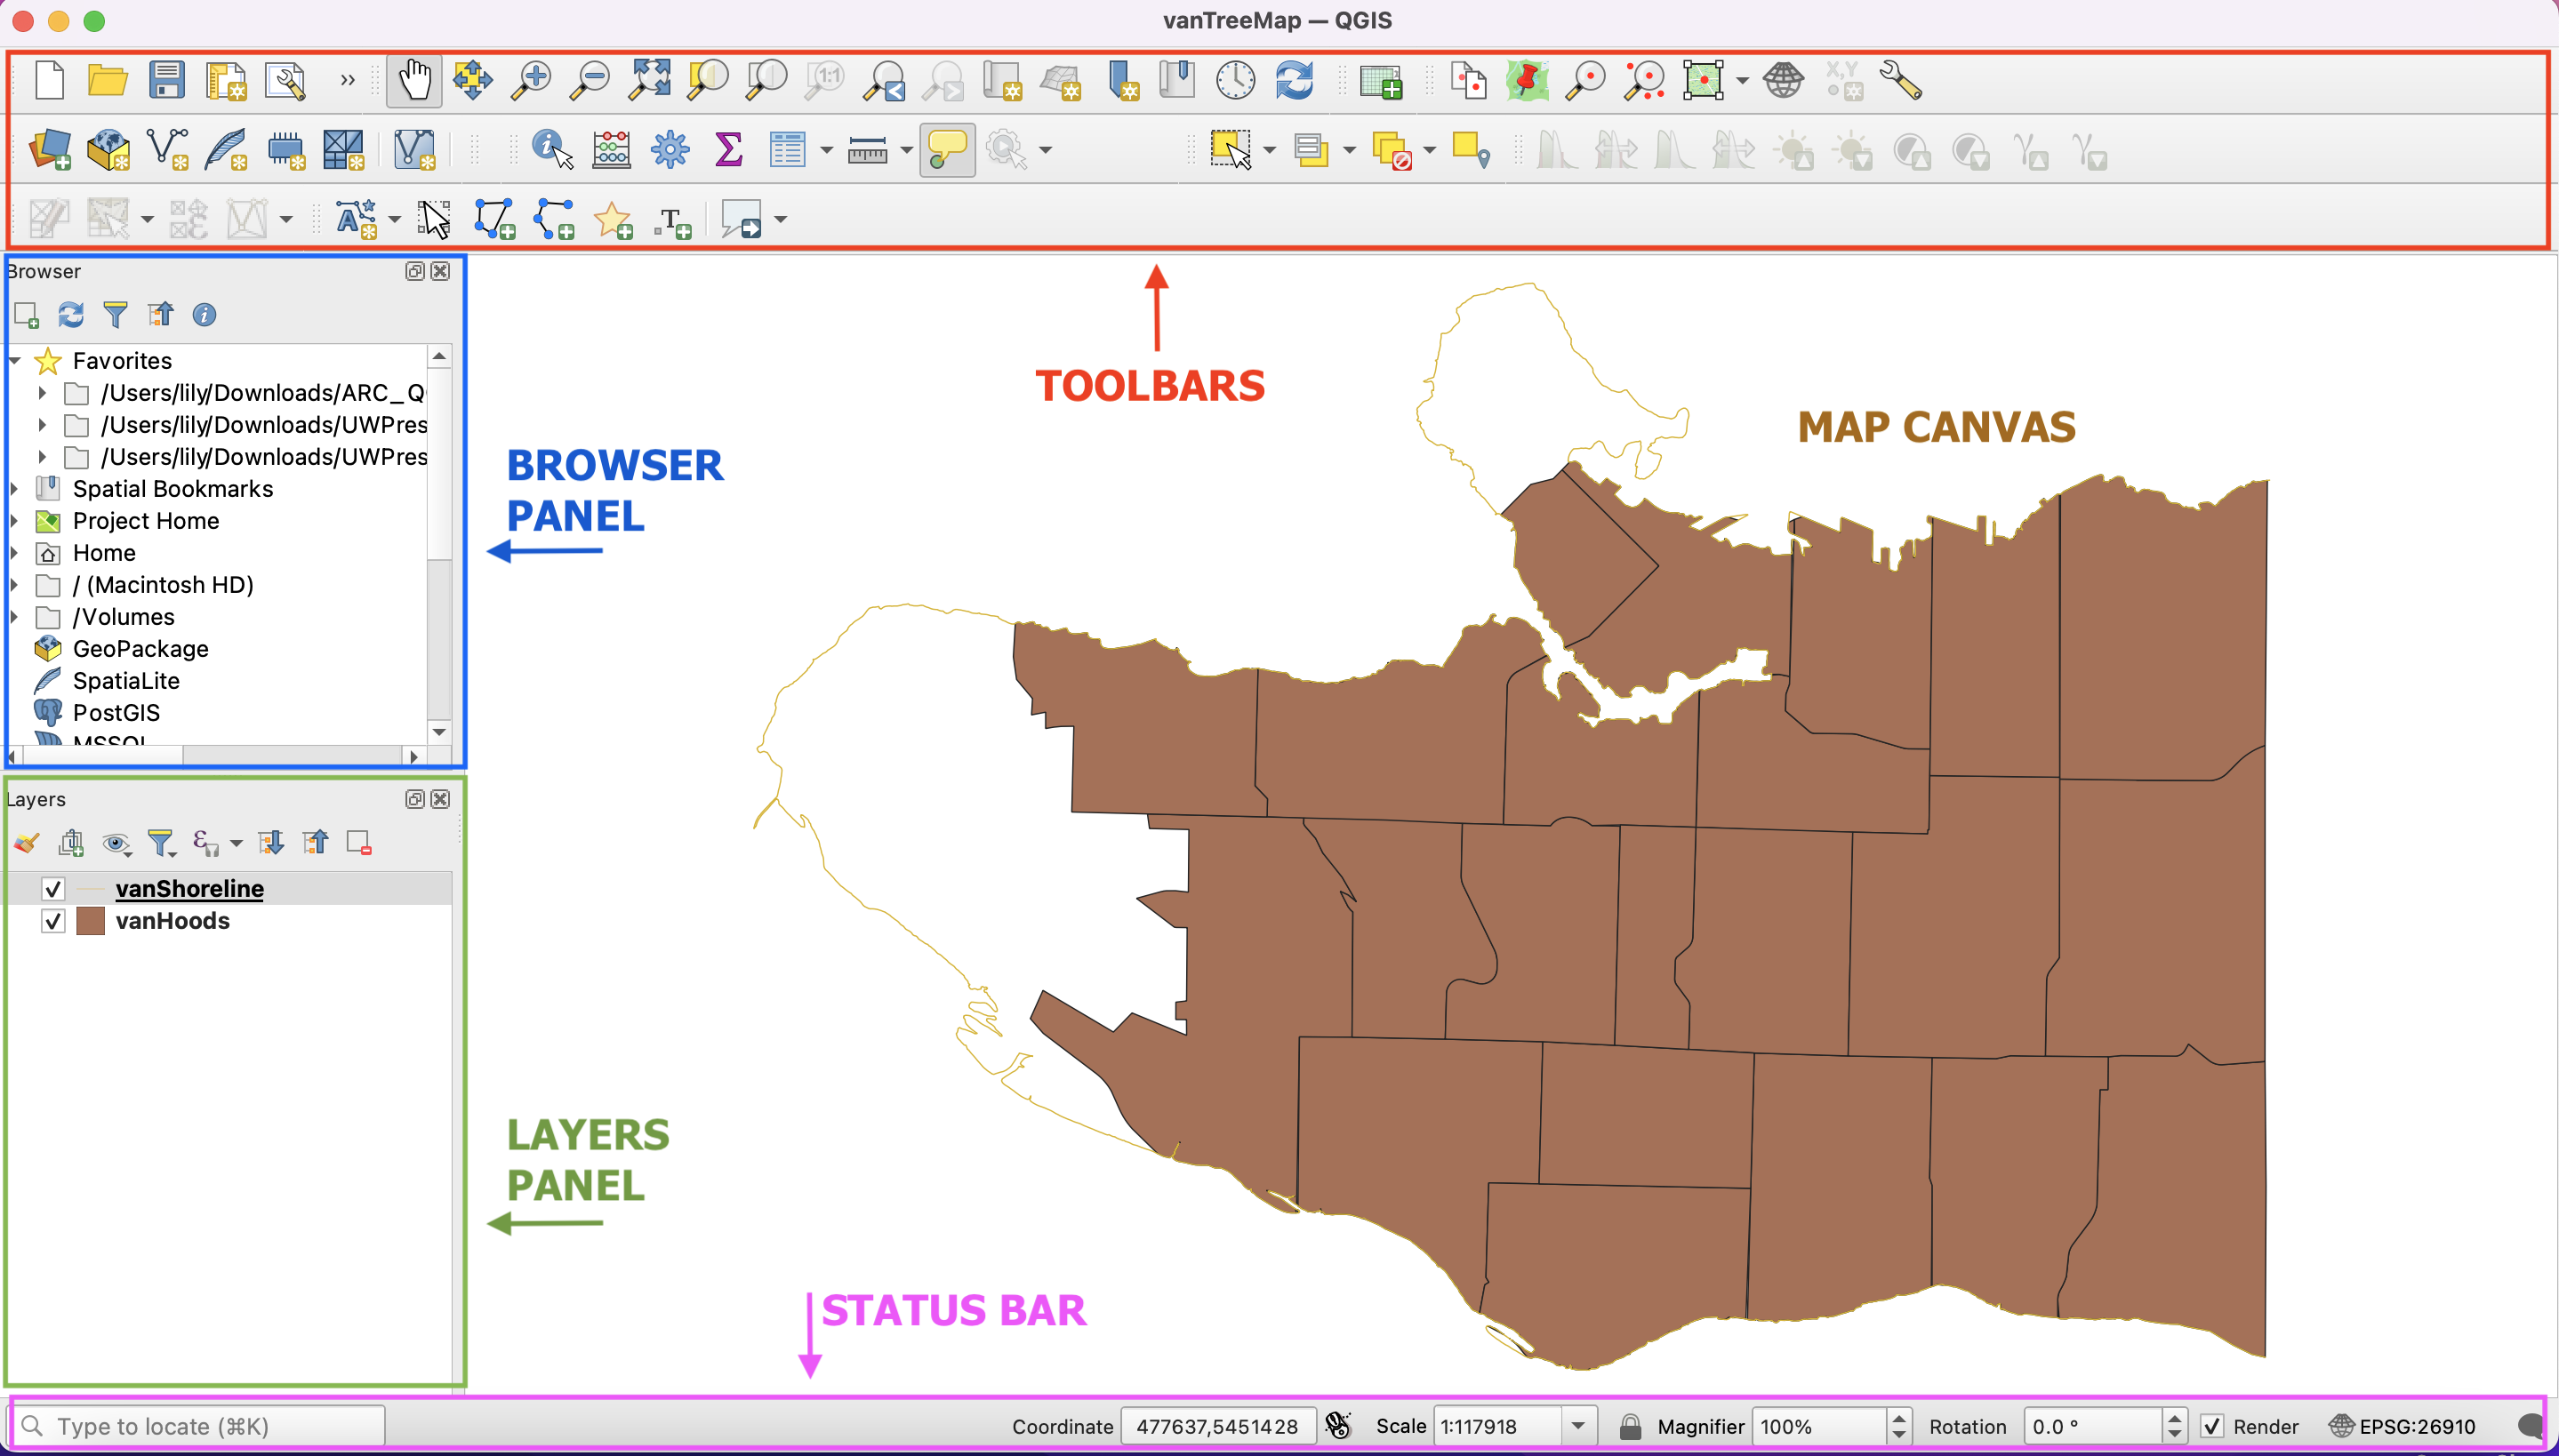 vanTreeMap — QGIS
»
1:1
X,Y
Browser
TOOLBARS
Favorites
/Users/lily/Downloads/ARC_Q
/Users/lily/Downloads/UWPres
/Users/lily/Downloads/UWPres
Spatial Bookmarks
Project Home
Home
/ (Macintosh HD)
/Volumes
GeoPackage
SpatiaLite
PostGIS
MSSQL
BROWSER
PANEL
MAP CANVAS
Layers
vanShoreline
vanHoods
LAYERS
PANEL
STATUS BAR
Type to locate (⌘K)
Coordinate 477637,5451428 Scale 1:117918 Magnifier 100% Rotation 0.0 ° Render EPSG:26910